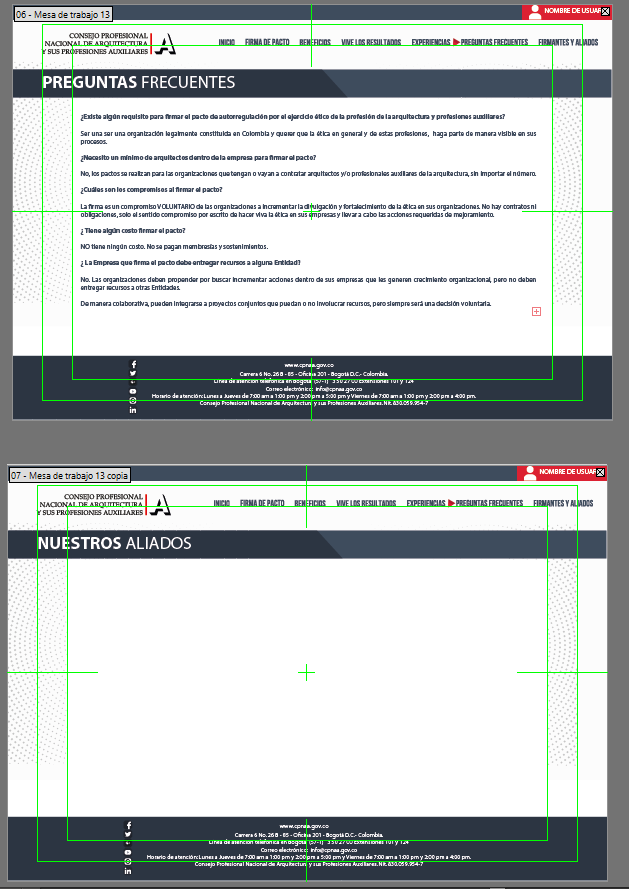 06 - Mesa de trabajo 13
NOMBRE DE USUAR
CONSEJO PROFESIONAL
NACIONAL DE ARQUITECTURA
Y SUS PROFESIONES AUXILIARES
INICIO FIRMA DE PACTO BENEFICIOS VIVE LOS RESULTADOS EXPERIENCIAS PREGUNTAS FRECUENTES FIRMANTES Y ALIADOS
PREGUNTAS FRECUENTES
¿Existe algún requisito para firmar el pacto de autorregulación por el ejercicio ético de la profesión de la arquitectura y profesiones auxiliares?
Ser una ser una organización legalmente constituida en Colombia y querer que la ética en general y de estas profesiones, haga parte de manera visible en sus
procesos.
¿Necesito un mínimo de arquitectos dentro de la empresa para firmar el pacto?
No, los pactos se realizan para las organizaciones que tengan o vayan a contratar arquitectos y/o profesionales auxiliares de la arquitectura, sin importar el número.
¿Cuáles son los compromisos al firmar el pacto?
La firma es un compromiso VOLUNTARIO de las organizaciones a incrementar la divulgación y fortalecimiento de la ética en sus organizaciones. No hay contratos ni
obligaciones, solo el sentido compromiso por escrito de hacer viva la ética en sus empresas y llevar a cabo las acciones requeridas de mejoramiento.
¿ Tiene algún costo firmar el pacto?
NO tiene ningún costo. No se pagan membresías y sostenimientos.
¿ La Empresa que firma el pacto debe entregar recursos a alguna Entidad?
No. Las organizaciones deben propender por buscar incrementar acciones dentro de sus empresas que les generen crecimiento organizacional, pero no deben
entregar recursos a otras Entidades.
De manera colaborativa, pueden integrarse a proyectos conjuntos que puedan o no involucrar recursos, pero siempre será una decisión voluntaria.
www.cpnaa.gov.co
Carrera 6 No. 26 B - 85 - Oficina 201 - Bogotá D.C.- Colombia.
Línea de atención telefónica en Bogotá (57-1) 3 50 27 00 Extensiones 101 y 124
Correo electrónico: info@cpnaa.gov.co
Horario de atención: Lunes a Jueves de 7:00 am a 1:00 pm y 2:00 pm a 5:00 pm y Viernes de 7:00 am a 1:00 pm y 2:00 pm a 4:00 pm.
Consejo Profesional Nacional de Arquitectura y sus Profesiones Auxiliares. Nit. 830.059.954-7
07 - Mesa de trabajo 13 copia
NOMBRE DE USUAR
CONSEJO PROFESIONAL
NACIONAL DE ARQUITECTURA
Y SUS PROFESIONES AUXILIARES
INICIO FIRMA DE PACTO BENEFICIOS VIVE LOS RESULTADOS EXPERIENCIAS PREGUNTAS FRECUENTES FIRMANTES Y ALIADOS
NUESTROS ALIADOS
www.cpnaa.gov.co
Carrera 6 No. 26 B - 85 - Oficina 201 - Bogotá D.C.- Colombia.
Línea de atención telefónica en Bogotá (57-1) 3 50 27 00 Extensiones 101 y 124
Correo electrónico: info@cpnaa.gov.co
Horario de atención: Lunes a Jueves de 7:00 am a 1:00 pm y 2:00 pm a 5:00 pm y Viernes de 7:00 am a 1:00 pm y 2:00 pm a 4:00 pm.
Consejo Profesional Nacional de Arquitectura y sus Profesiones Auxiliares. Nit. 830.059.954-7